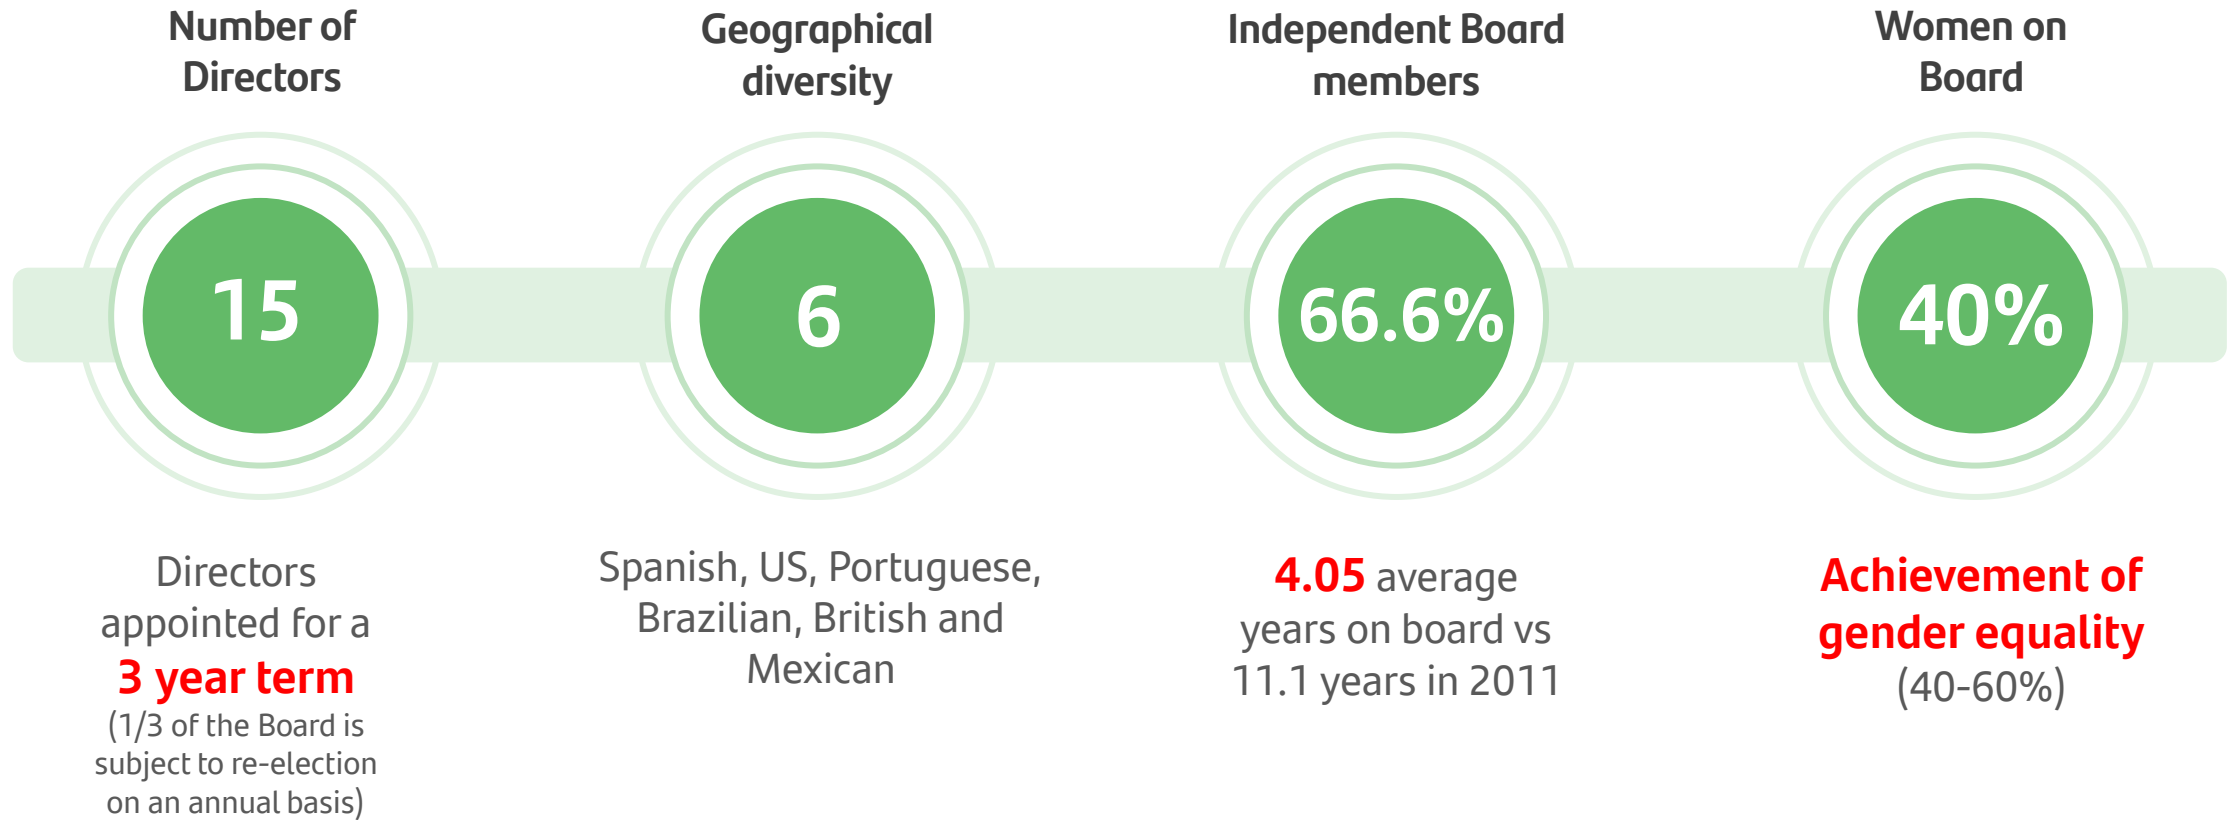 Number of
Directors
15
Directors
appointed for a
3 year term
(1/3 of the Board is
subject to re-election
on an annual basis)
Geographical
diversity
6
Spanish, US, Portuguese,
Brazilian, British and
Mexican
Independent Board
members
66.6%
4.05 average
years on board vs
11.1 years in 2011
Women on
Board
40%
Achievement of
gender equality
(40-60%)